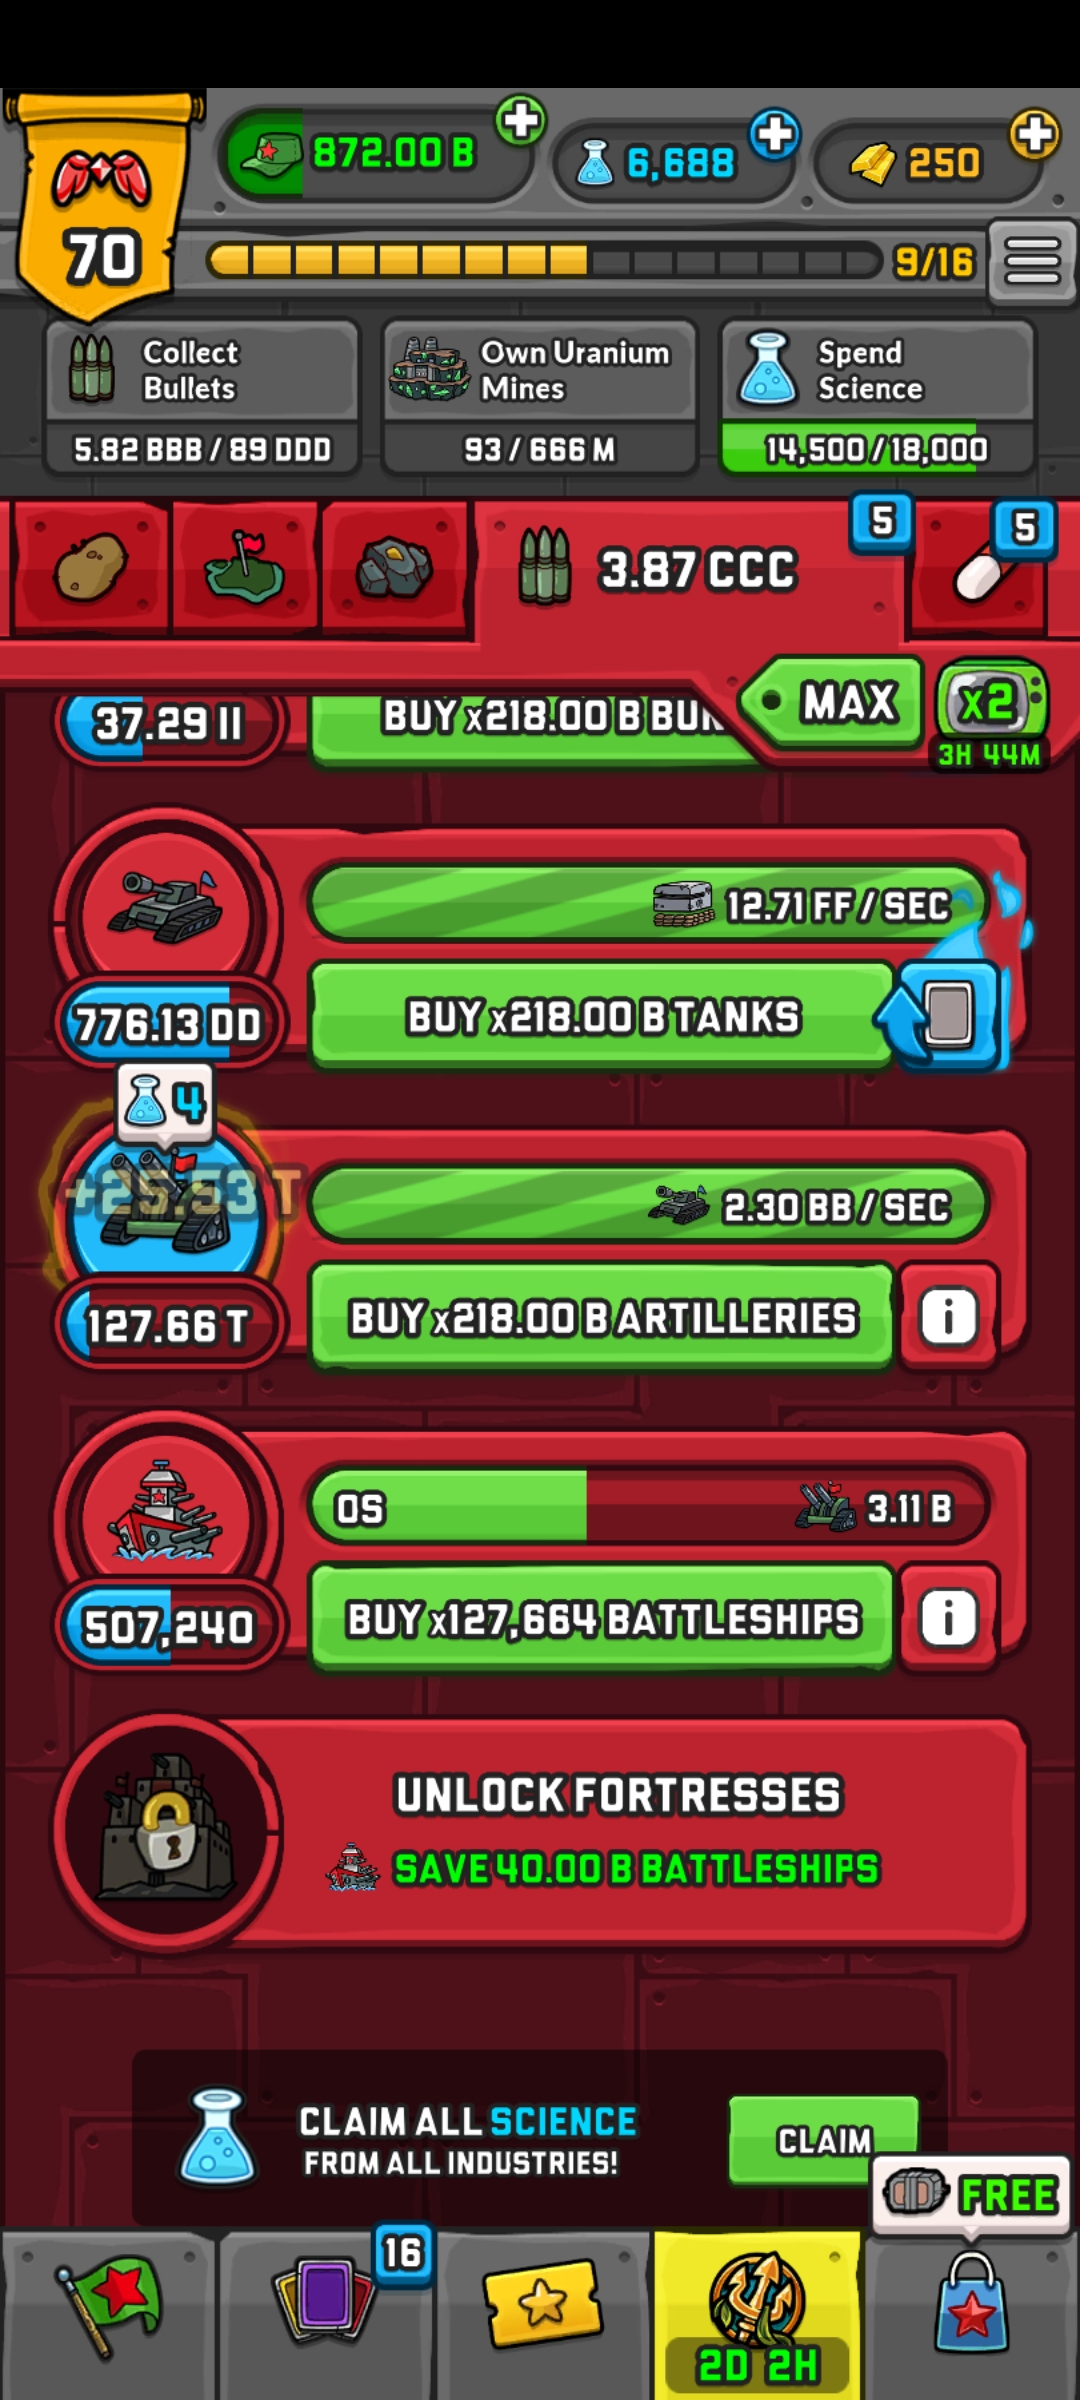 70
872.00 B
6,688
250
9/16
Collect
Bullets
5.82 BBB / 89 DDD
Own Uranium
Mines
93 / 666 M
Spend
Science
14,500/18,000
3.87 CCC
5
5
MAX
x2
3H 44M
37.29 II
BUY x218.00 B BUN
12.71 FF / SEC
776.13 DD
BUY x218.00 B TANKS
4
+25.53 T
2.30 BB / SEC
127.66 T
BUY x218.00 B ARTILLERIES
i
0S
3.11 B
507,240
BUY x127,664 BATTLESHIPS
i
UNLOCK FORTRESSES
SAVE 40.00 B BATTLESHIPS
CLAIM ALL SCIENCE
FROM ALL INDUSTRIES!
CLAIM
FREE
16
2D 2H